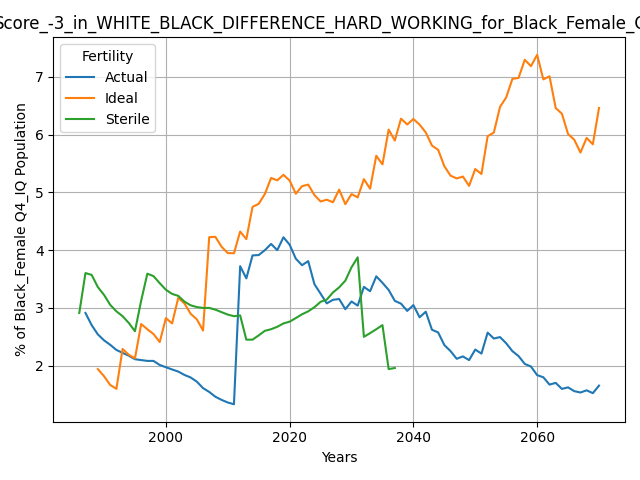 Score_-3_in_WHITE_BLACK_DIFFERENCE_HARD_WORKING_for_Black_Female_
Fertility
Actual
Ideal
Sterile
% of Black_Female Q4_IQ Population
7
6
5
4
3
2
2000
2020
2040
2060
Years